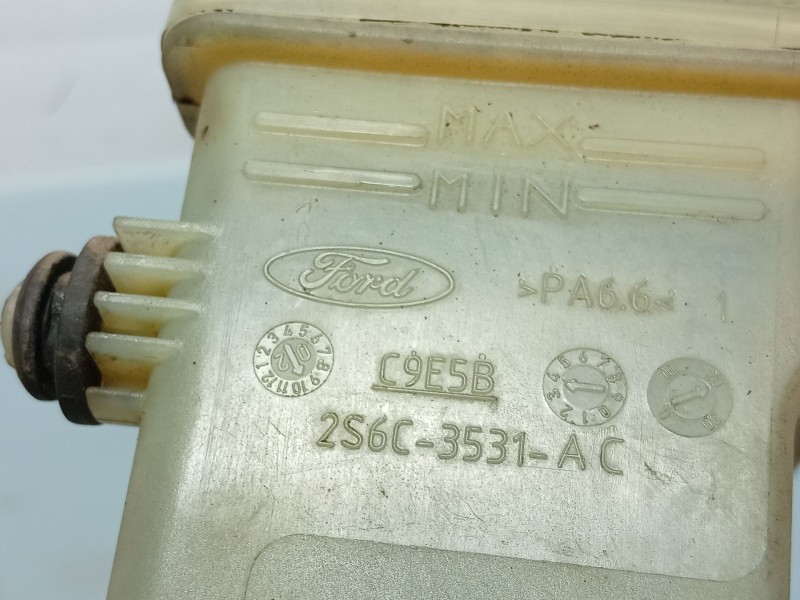 MAX
MIN
Ford
>PA6.6< 1
C9E5B
2S6C-3531-AC